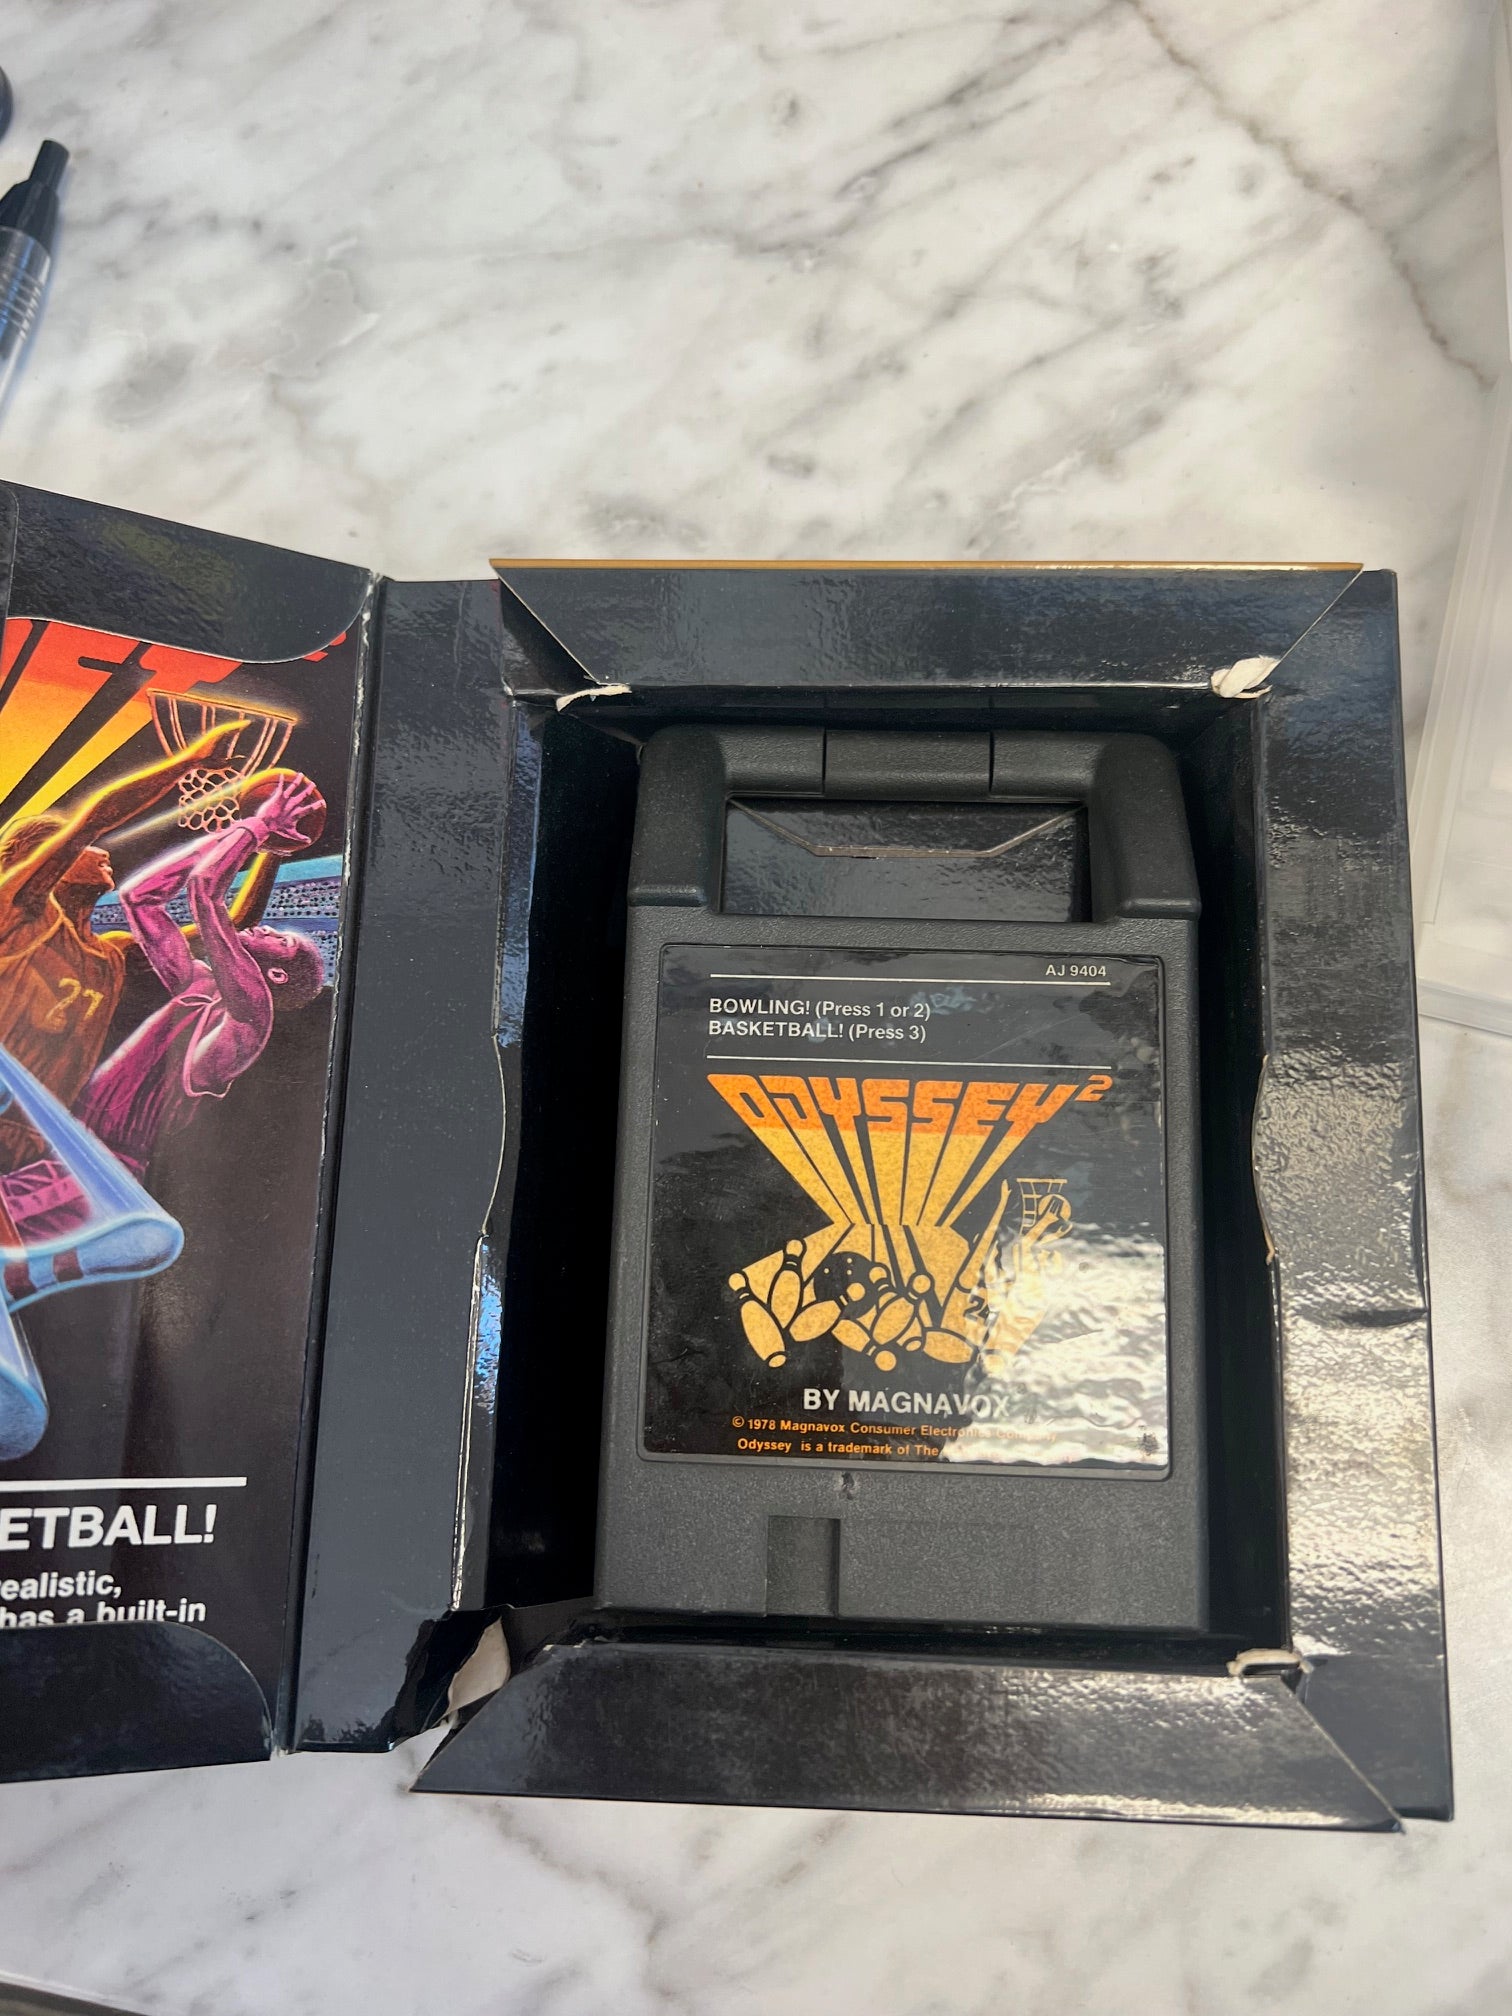 27
ETBALL!
ealistic,
has a built-in
AJ 9404
BOWLING! (Press 1 or 2)
BASKETBALL! (Press 3)
ODYSSEY²
24
BY MAGNAVOX
© 1978 Magnavox Consumer Electronics Company
Odyssey is a trademark of The